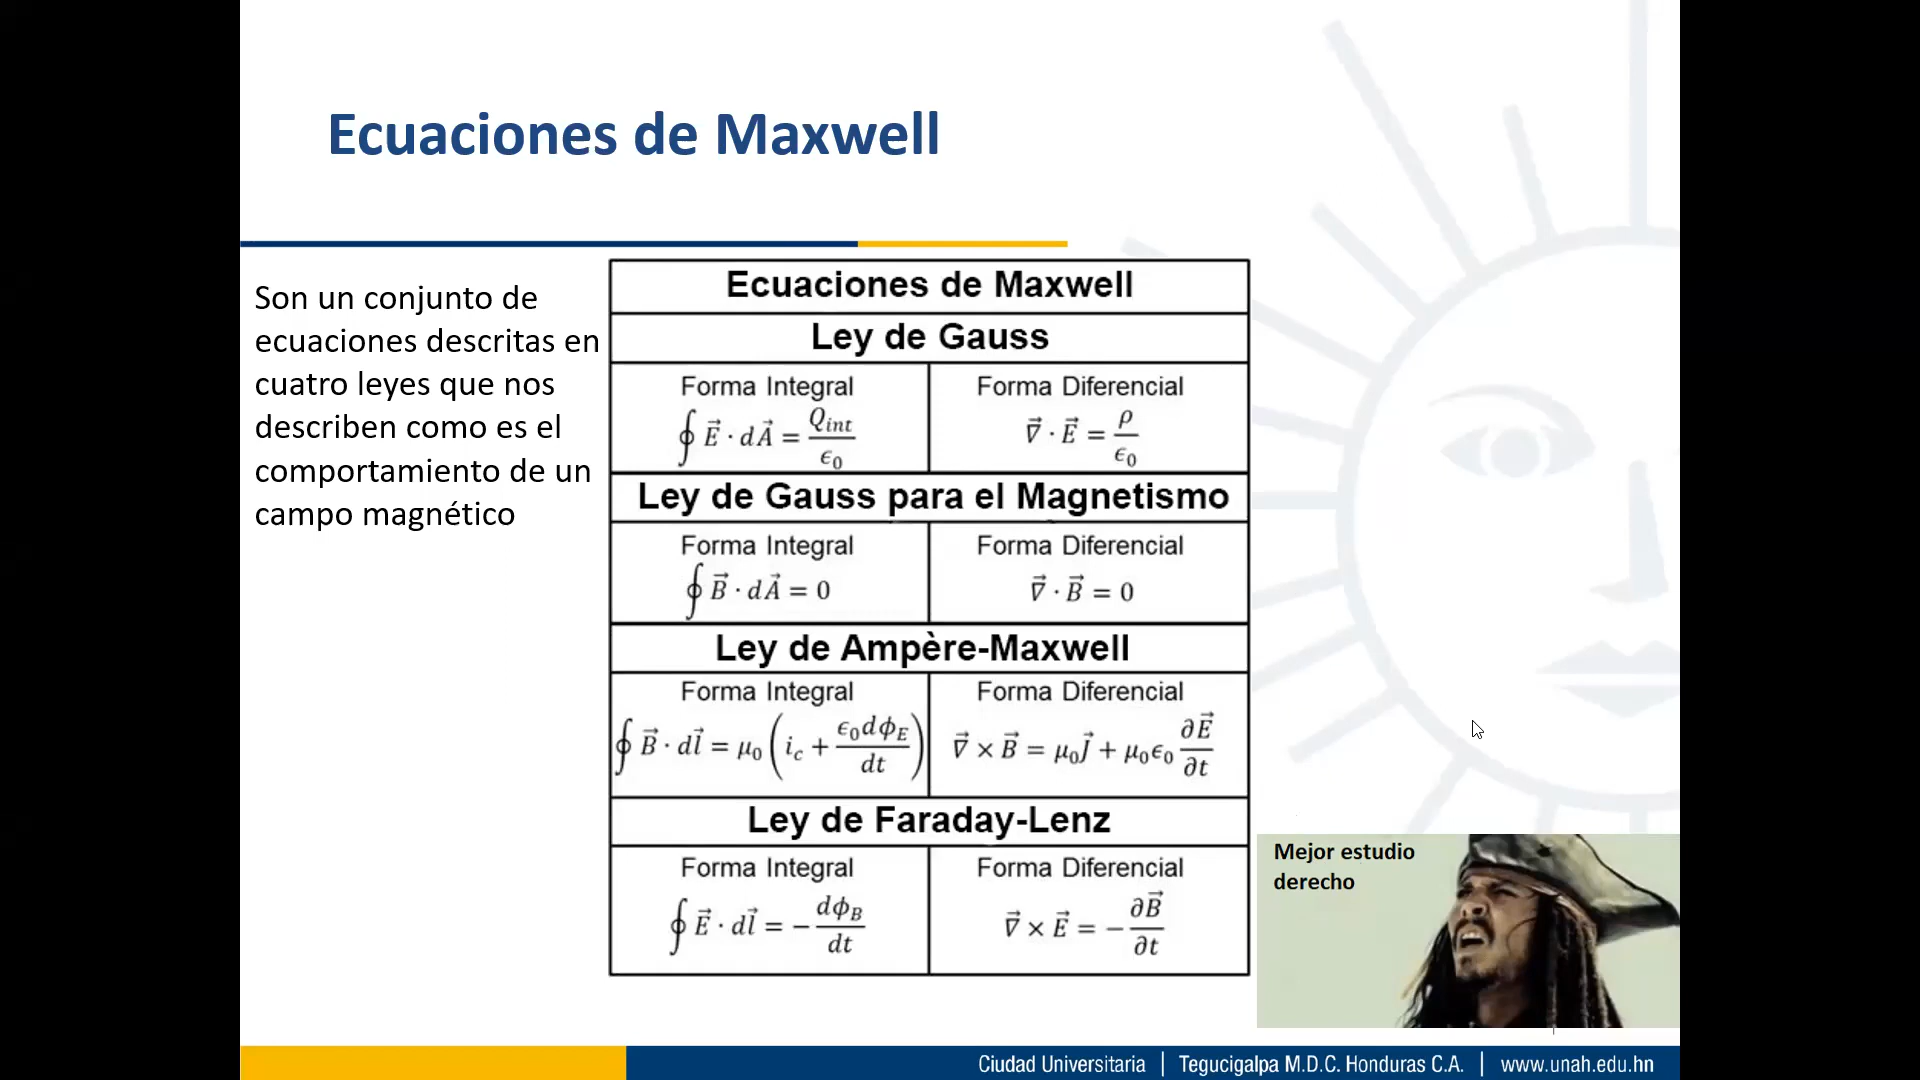 Ecuaciones de Maxwell
Son un conjunto de
ecuaciones descritas en
cuatro leyes que nos
describen como es el
comportamiento de un
campo magnético
Ecuaciones de Maxwell
Ley de Gauss
Forma Integral
∮ E⃗ · dA⃗ = Q_int / ϵ₀
Forma Diferencial
∇⃗ · E⃗ = ρ / ϵ₀
Ley de Gauss para el Magnetismo
Forma Integral
∮ B⃗ · dA⃗ = 0
Forma Diferencial
∇⃗ · B⃗ = 0
Ley de Ampère-Maxwell
Forma Integral
∮ B⃗ · dl⃗ = μ₀ (i_c + ϵ₀dϕ_E / dt)
Forma Diferencial
∇⃗ × B⃗ = μ₀J⃗ + μ₀ϵ₀ ∂E⃗ / ∂t
Ley de Faraday-Lenz
Forma Integral
∮ E⃗ · dl⃗ = − dϕ_B / dt
Forma Diferencial
∇⃗ × E⃗ = − ∂B⃗ / ∂t
Mejor estudio
derecho
Ciudad Universitaria | Tegucigalpa M.D.C. Honduras C.A. | www.unah.edu.hn